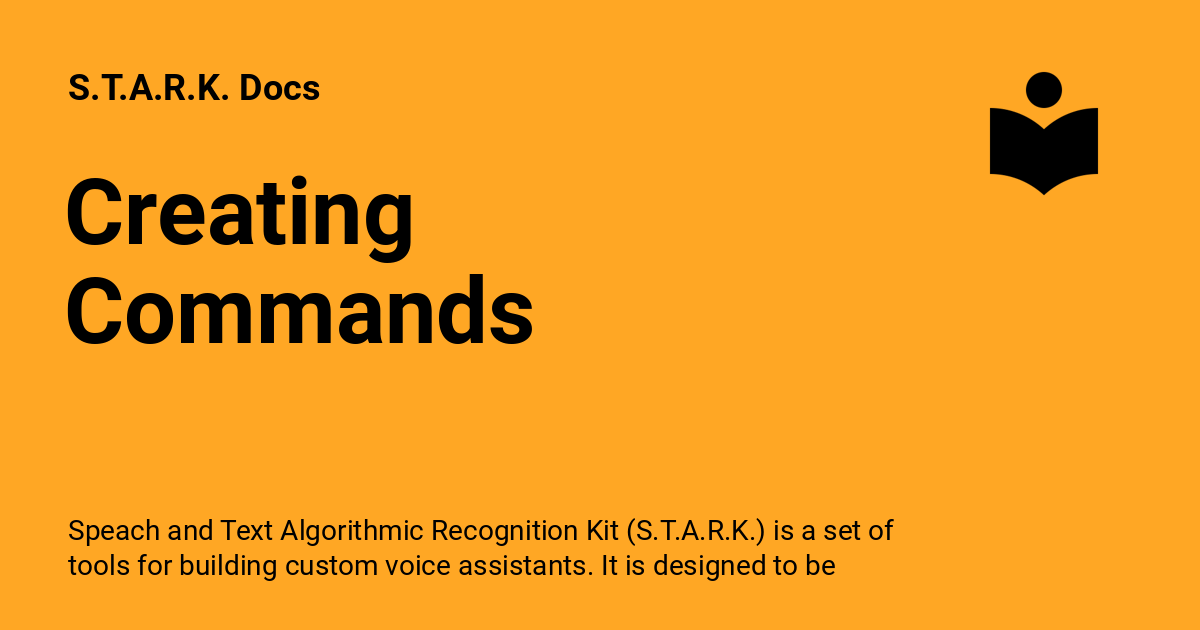 S.T.A.R.K. Docs
Creating
Commands
Speach and Text Algorithmic Recognition Kit (S.T.A.R.K.) is a set of
tools for building custom voice assistants. It is designed to be